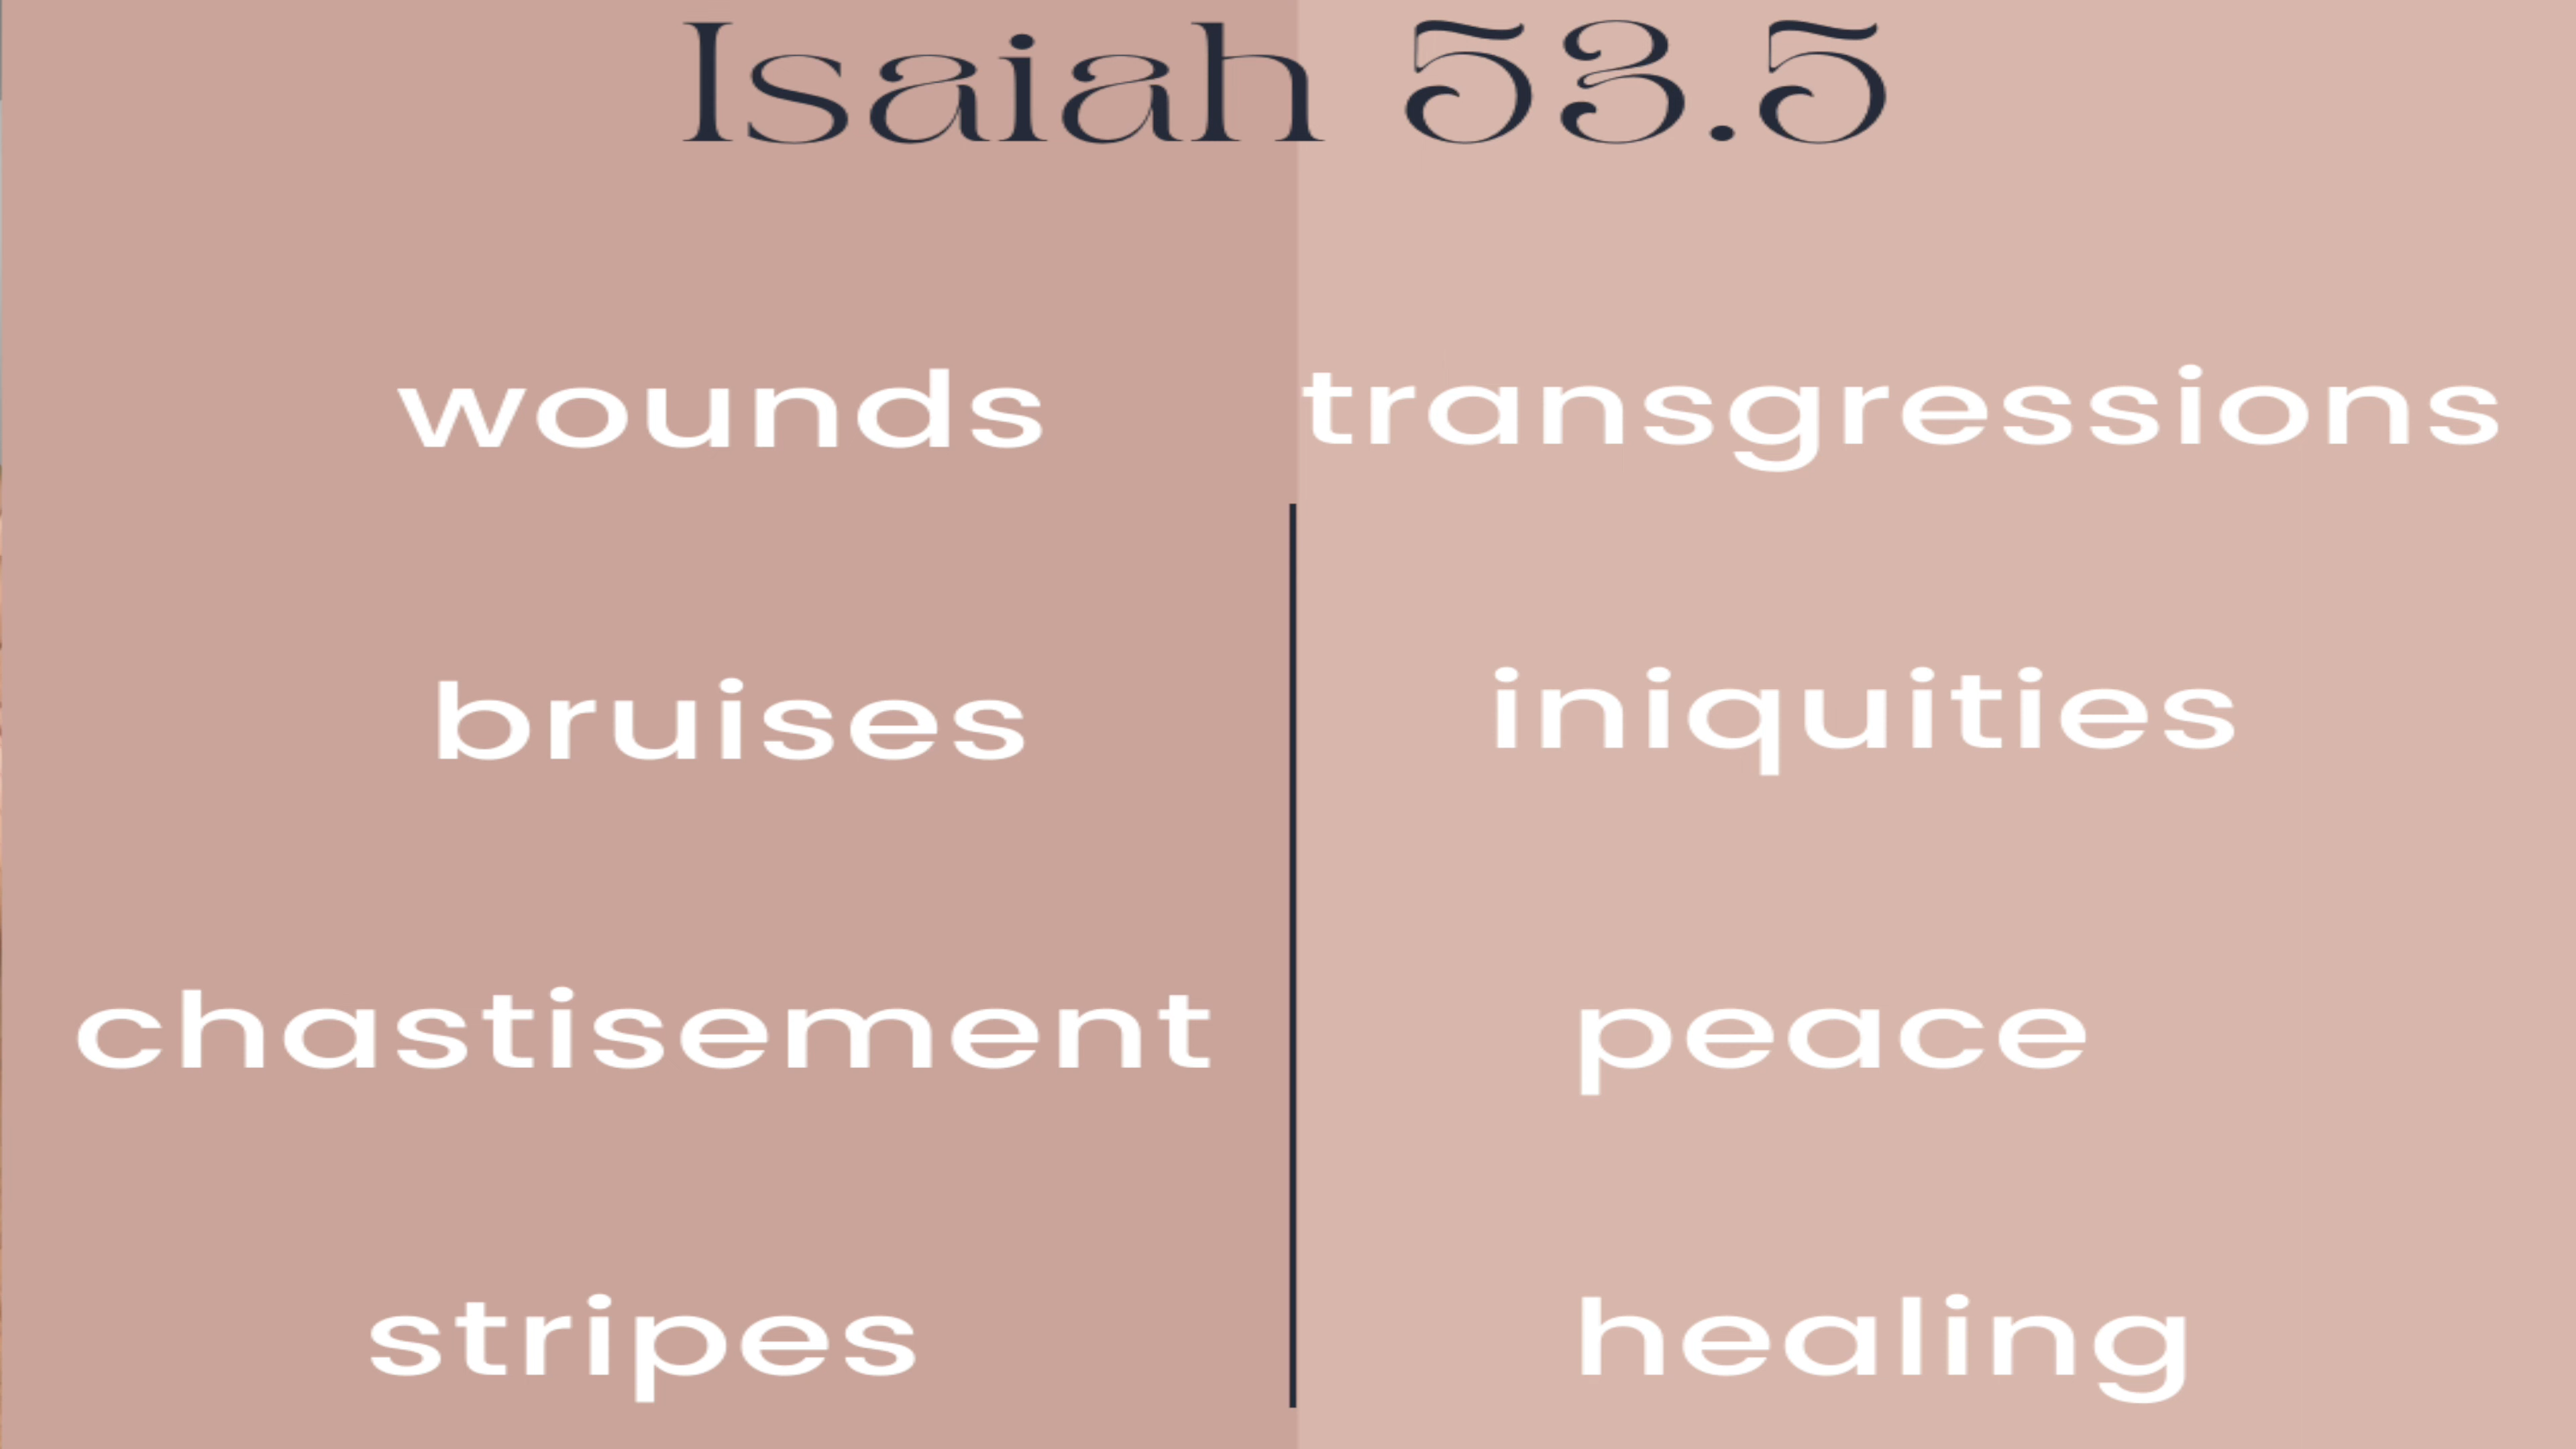 Isaiah 53.5
wounds transgressions
bruises iniquities
chastisement peace
stripes healing